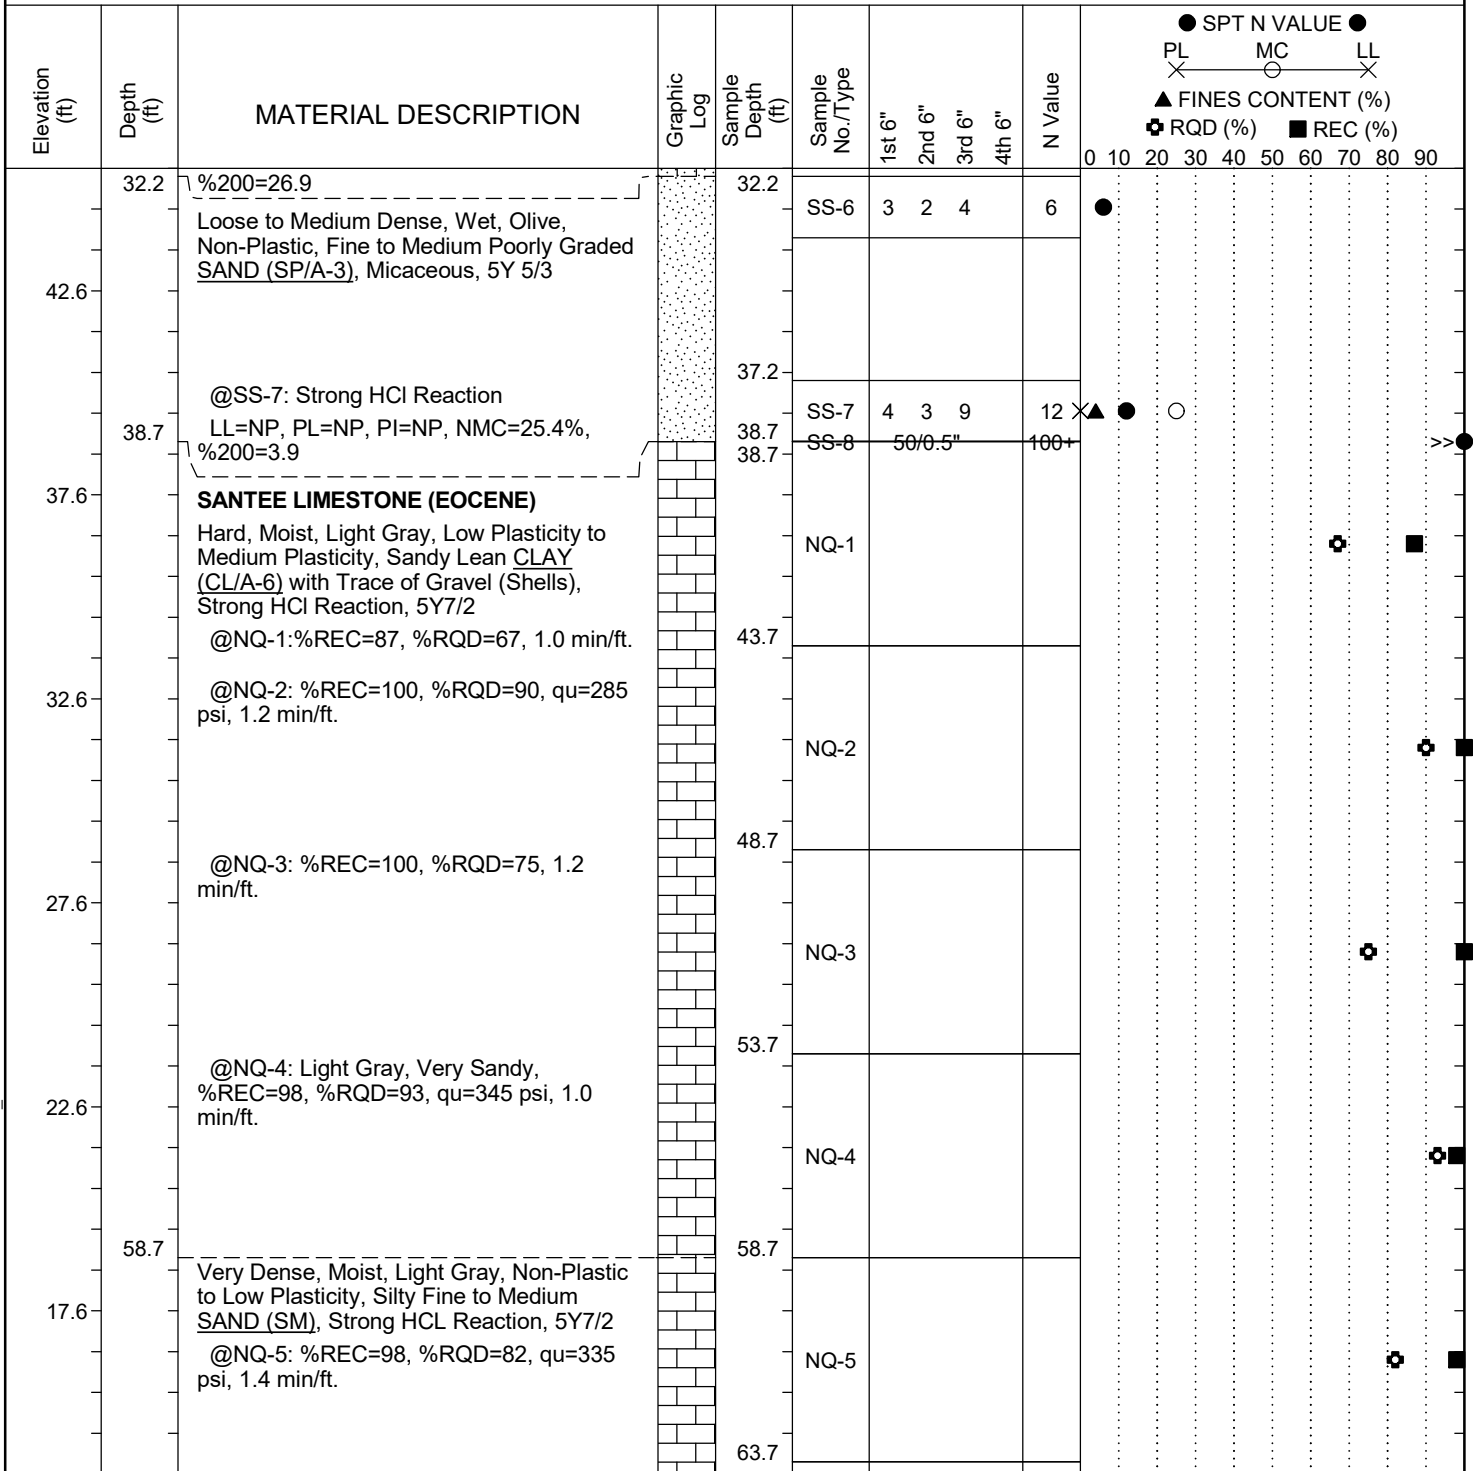 Elevation (ft)
Depth (ft)
MATERIAL DESCRIPTION
Graphic Log
Sample Depth (ft)
Sample No./Type
1st 6"
2nd 6"
3rd 6"
4th 6"
N Value
SPT N VALUE
PL MC LL
FINES CONTENT (%)
RQD (%) REC (%)
0 10 20 30 40 50 60 70 80 90
32.2 %200=26.9 32.2
SS-6 3 2 4 6
Loose to Medium Dense, Wet, Olive,
Non-Plastic, Fine to Medium Poorly Graded
SAND (SP/A-3), Micaceous, 5Y 5/3
42.6
37.2
@SS-7: Strong HCl Reaction
SS-7 4 3 9 12
LL=NP, PL=NP, PI=NP, NMC=25.4%,
38.7 38.7
SS-8 50/0.5" 100+ >>
%200=3.9 38.7
37.6 SANTEE LIMESTONE (EOCENE)
Hard, Moist, Light Gray, Low Plasticity to
Medium Plasticity, Sandy Lean CLAY
NQ-1
(CL/A-6) with Trace of Gravel (Shells),
Strong HCl Reaction, 5Y7/2
@NQ-1:%REC=87, %RQD=67, 1.0 min/ft. 43.7
@NQ-2: %REC=100, %RQD=90, qu=285
32.6
psi, 1.2 min/ft.
NQ-2
48.7
@NQ-3: %REC=100, %RQD=75, 1.2
min/ft.
27.6
NQ-3
53.7
@NQ-4: Light Gray, Very Sandy,
%REC=98, %RQD=93, qu=345 psi, 1.0
22.6
min/ft.
NQ-4
58.7 58.7
Very Dense, Moist, Light Gray, Non-Plastic
to Low Plasticity, Silty Fine to Medium
17.6
SAND (SM), Strong HCL Reaction, 5Y7/2
@NQ-5: %REC=98, %RQD=82, qu=335
NQ-5
psi, 1.4 min/ft.
63.7